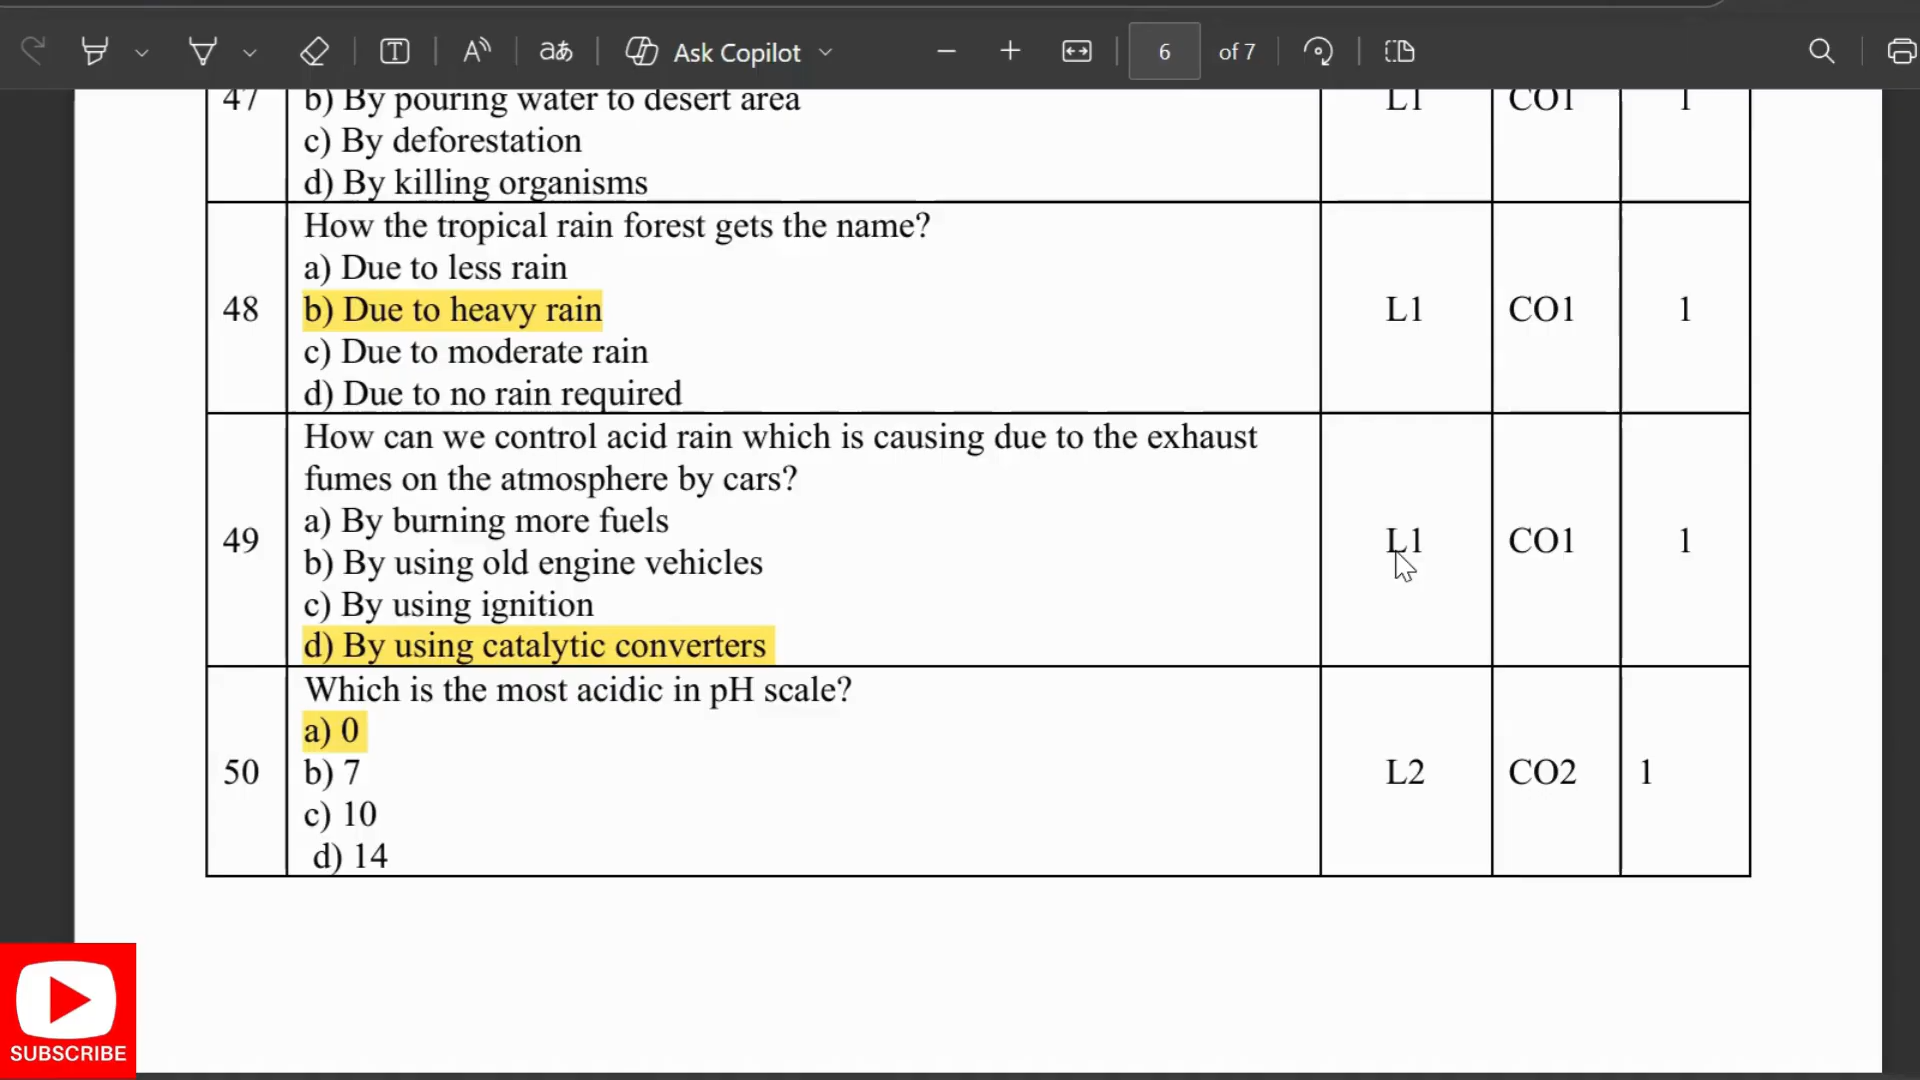 Ask Copilot
6 of 7
47 b) By pouring water to desert area L1 CO1 1
c) By deforestation
d) By killing organisms
How the tropical rain forest gets the name?
a) Due to less rain
48 b) Due to heavy rain L1 CO1 1
c) Due to moderate rain
d) Due to no rain required
How can we control acid rain which is causing due to the exhaust
fumes on the atmosphere by cars?
a) By burning more fuels
49 L1 CO1 1
b) By using old engine vehicles
c) By using ignition
d) By using catalytic converters
Which is the most acidic in pH scale?
a) 0
50 b) 7 L2 CO2 1
c) 10
d) 14
SUBSCRIBE